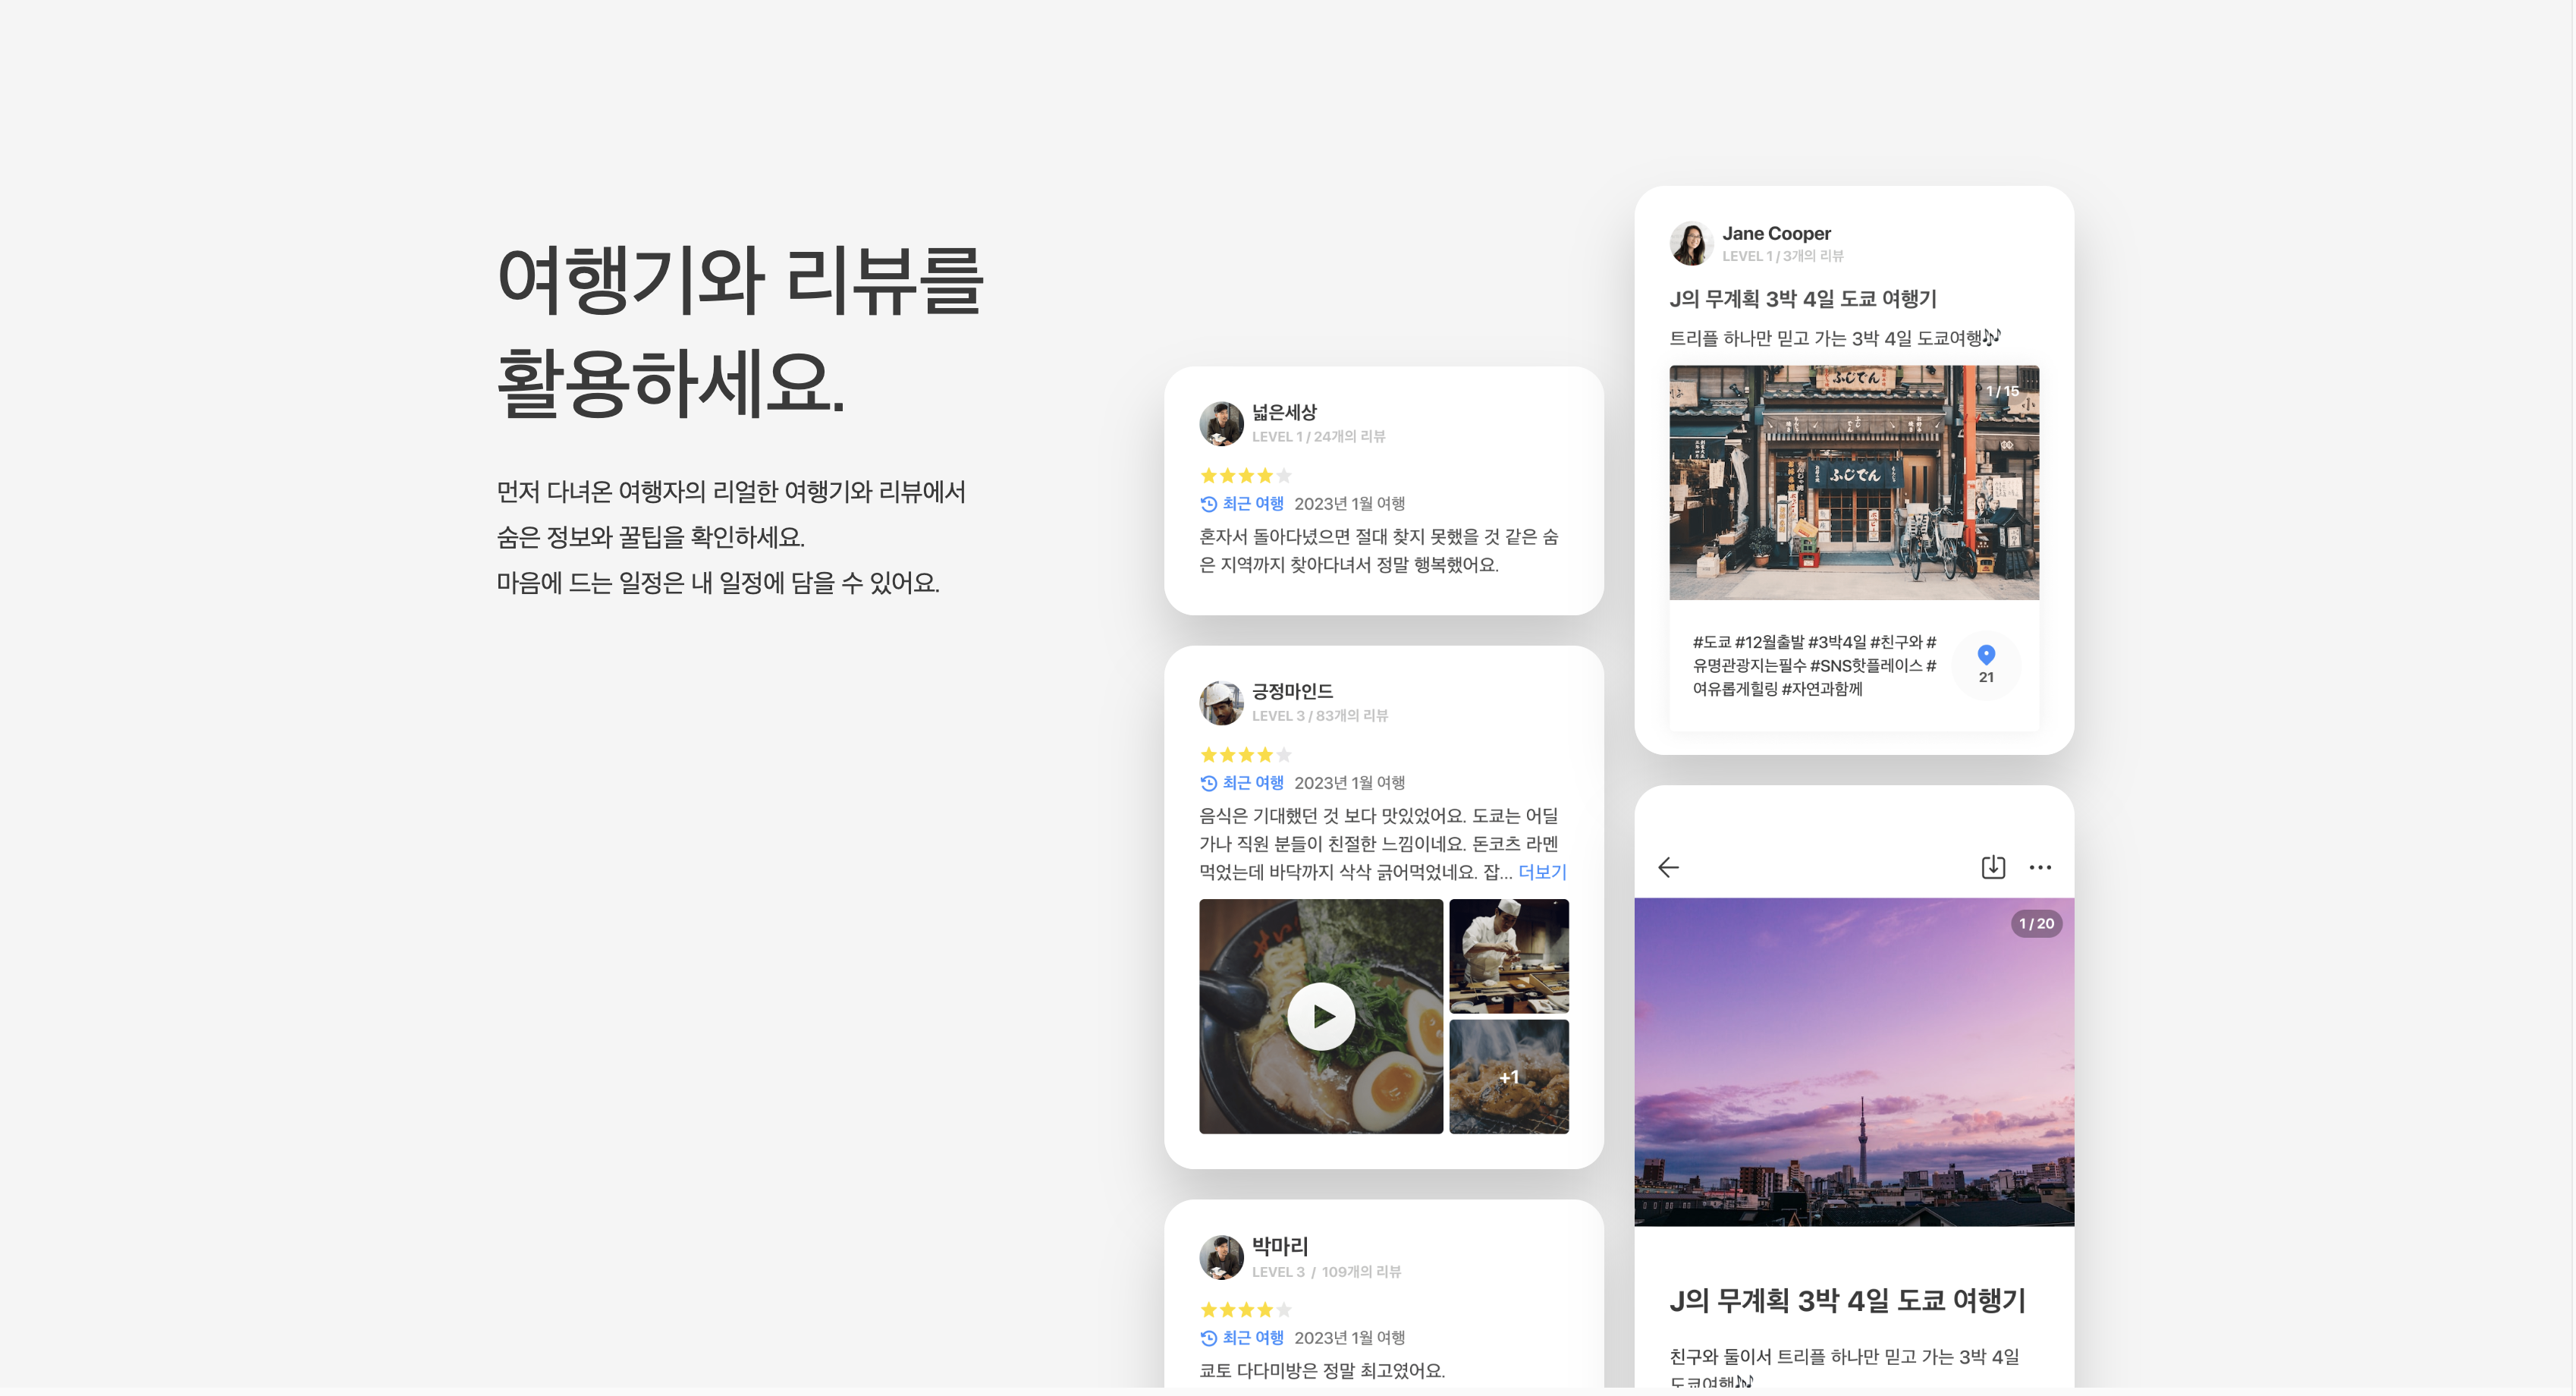 여행기와 리뷰를
활용하세요.
먼저 다녀온 여행자의 리얼한 여행기와 리뷰에서
숨은 정보와 꿀팁을 확인하세요.
마음에 드는 일정은 내 일정에 담을 수 있어요.
넓은세상
LEVEL 1 / 24개의 리뷰
최근 여행 2023년 1월 여행
혼자서 돌아다녔으면 절대 찾지 못했을 것 같은 숨
은 지역까지 찾아다녀서 정말 행복했어요.
긍정마인드
LEVEL 3 / 83개의 리뷰
최근 여행 2023년 1월 여행
음식은 기대했던 것 보다 맛있었어요. 도쿄는 어딜
가나 직원 분들이 친절한 느낌이네요. 돈코츠 라멘
먹었는데 바닥까지 삭삭 긁어먹었네요. 잡... 더보기
+1
박마리
LEVEL 3 / 109개의 리뷰
최근 여행 2023년 1월 여행
쿄토 다다미방은 정말 최고였어요.
Jane Cooper
LEVEL 1 / 3개의 리뷰
J의 무계획 3박 4일 도쿄 여행기
트리플 하나만 믿고 가는 3박 4일 도쿄여행🎶
ふじでん
1 / 15
小
ふじでん
#도쿄 #12월출발 #3박4일 #친구와 #
유명관광지는필수 #SNS핫플레이스 #
여유롭게힐링 #자연과함께
21
1 / 20
J의 무계획 3박 4일 도쿄 여행기
친구와 둘이서 트리플 하나만 믿고 가는 3박 4일
도쿄여행🎶